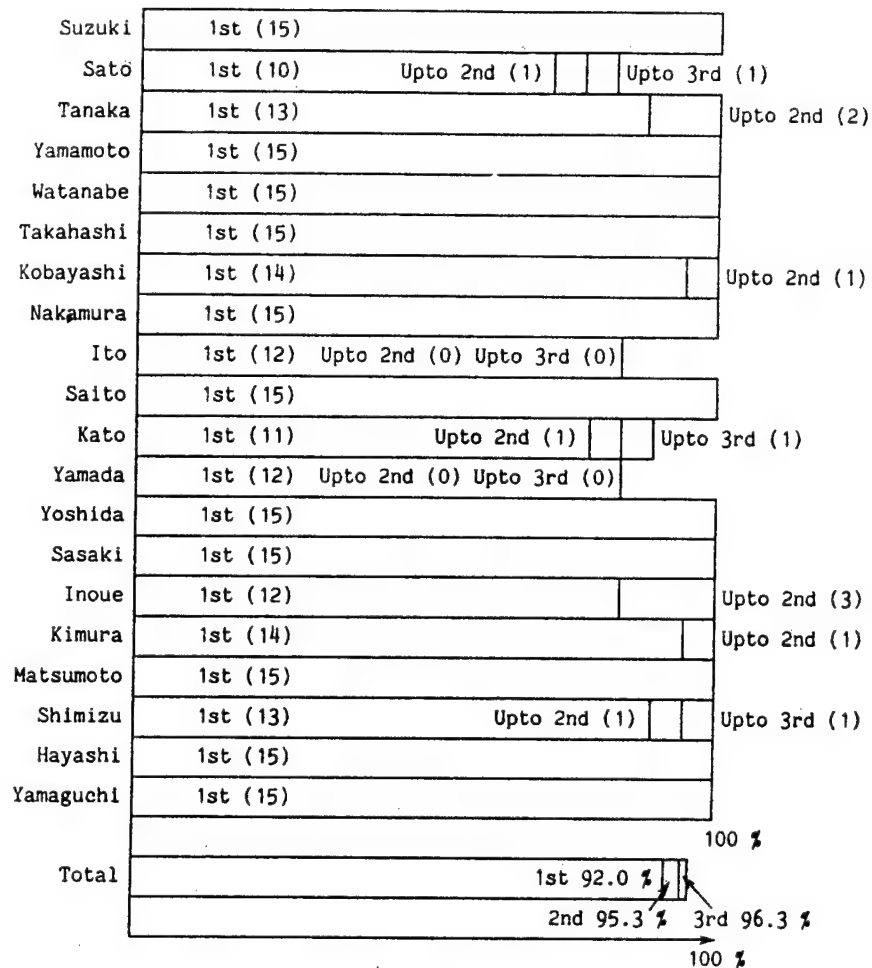 Suzuki 1st (15)
Sato 1st (10) Upto 2nd (1) Upto 3rd (1)
Tanaka 1st (13) Upto 2nd (2)
Yamamoto 1st (15)
Watanabe 1st (15)
Takahashi 1st (15)
Kobayashi 1st (14) Upto 2nd (1)
Nakamura 1st (15)
Ito 1st (12) Upto 2nd (0) Upto 3rd (0)
Saito 1st (15)
Kato 1st (11) Upto 2nd (1) Upto 3rd (1)
Yamada 1st (12) Upto 2nd (0) Upto 3rd (0)
Yoshida 1st (15)
Sasaki 1st (15)
Inoue 1st (12) Upto 2nd (3)
Kimura 1st (14) Upto 2nd (1)
Matsumoto 1st (15)
Shimizu 1st (13) Upto 2nd (1) Upto 3rd (1)
Hayashi 1st (15)
Yamaguchi 1st (15)
100 %
Total 1st 92.0 %
2nd 95.3 % 3rd 96.3 %
100 %